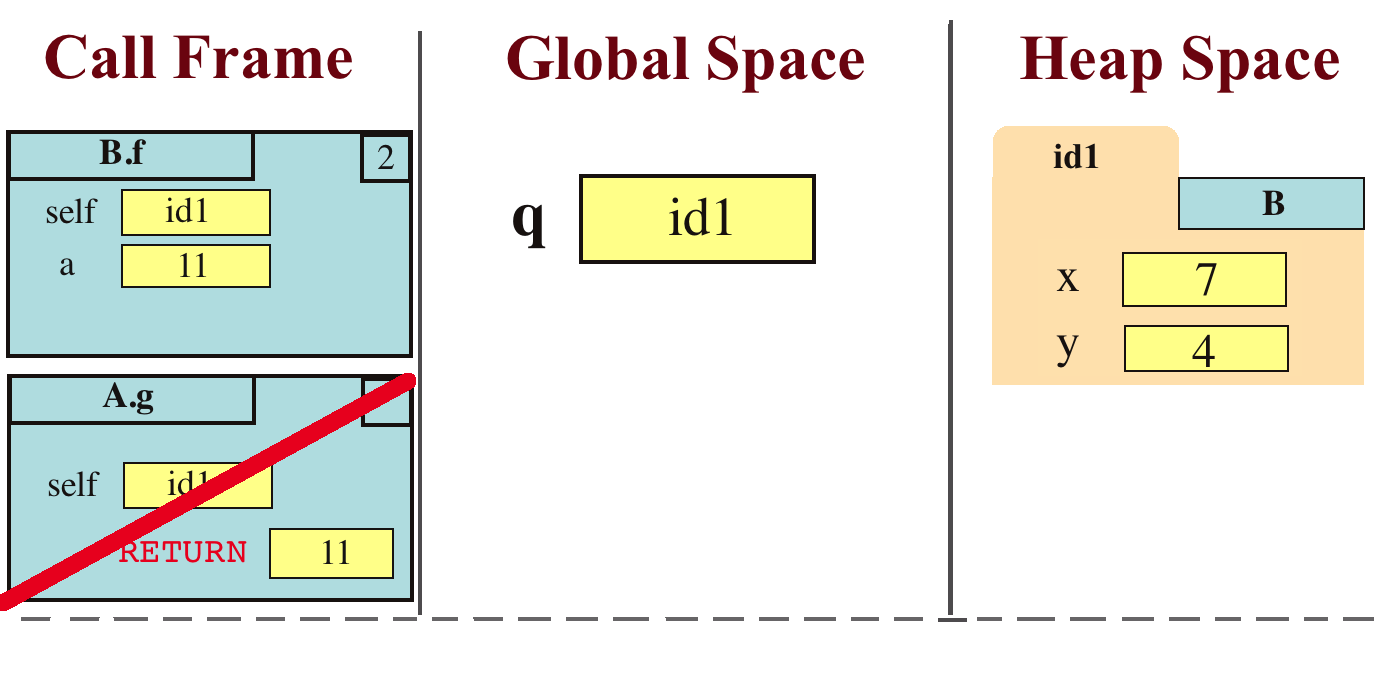 Call Frame
Global Space
Heap Space
B.f
2
self id1
a 11
A.g
self id1
RETURN 11
q id1
id1
B
x 7
y 4